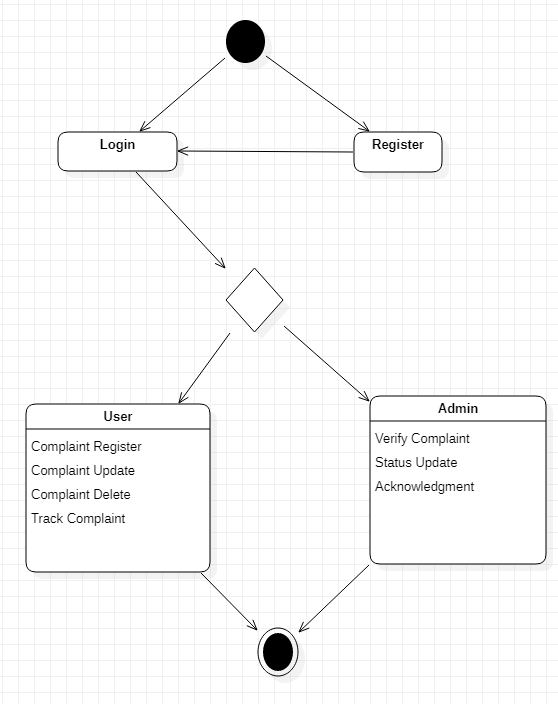 Login
Register
User
Complaint Register
Complaint Update
Complaint Delete
Track Complaint
Admin
Verify Complaint
Status Update
Acknowledgment